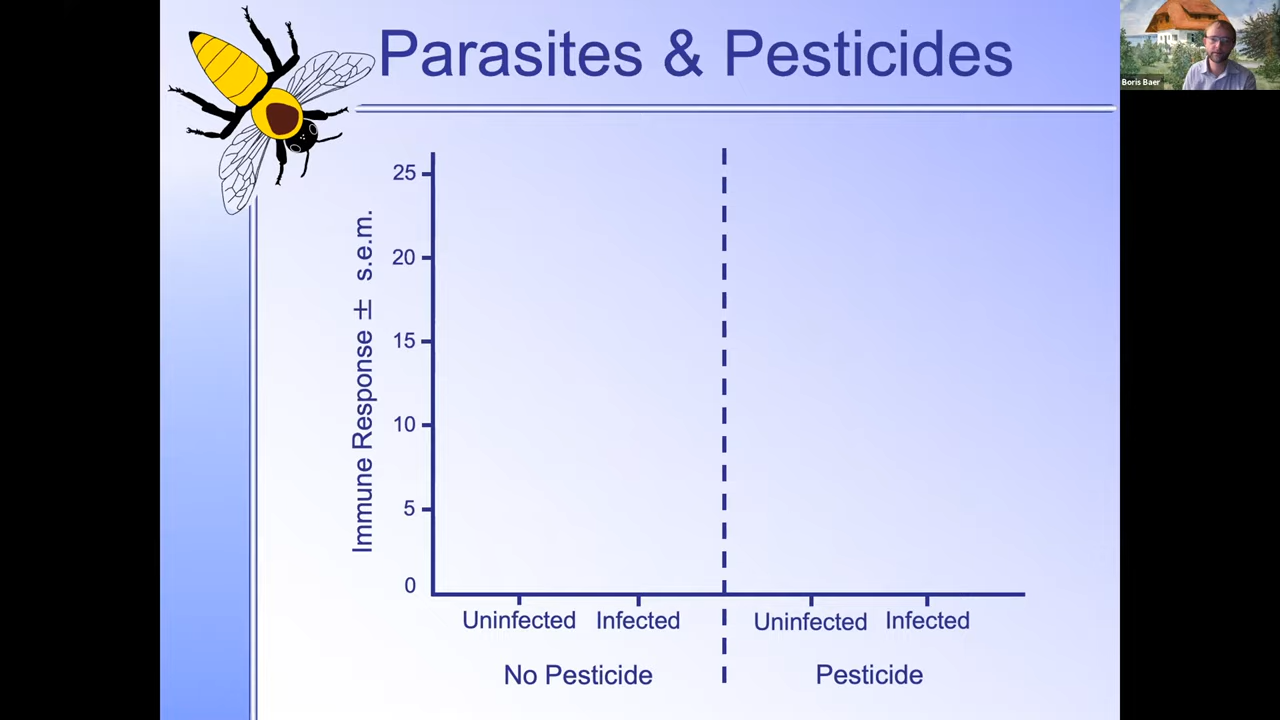 Parasites & Pesticides
Boris Baer
Immune Response ± s.e.m.
25
20
15
10
5
0
Uninfected Infected Uninfected Infected
No Pesticide Pesticide